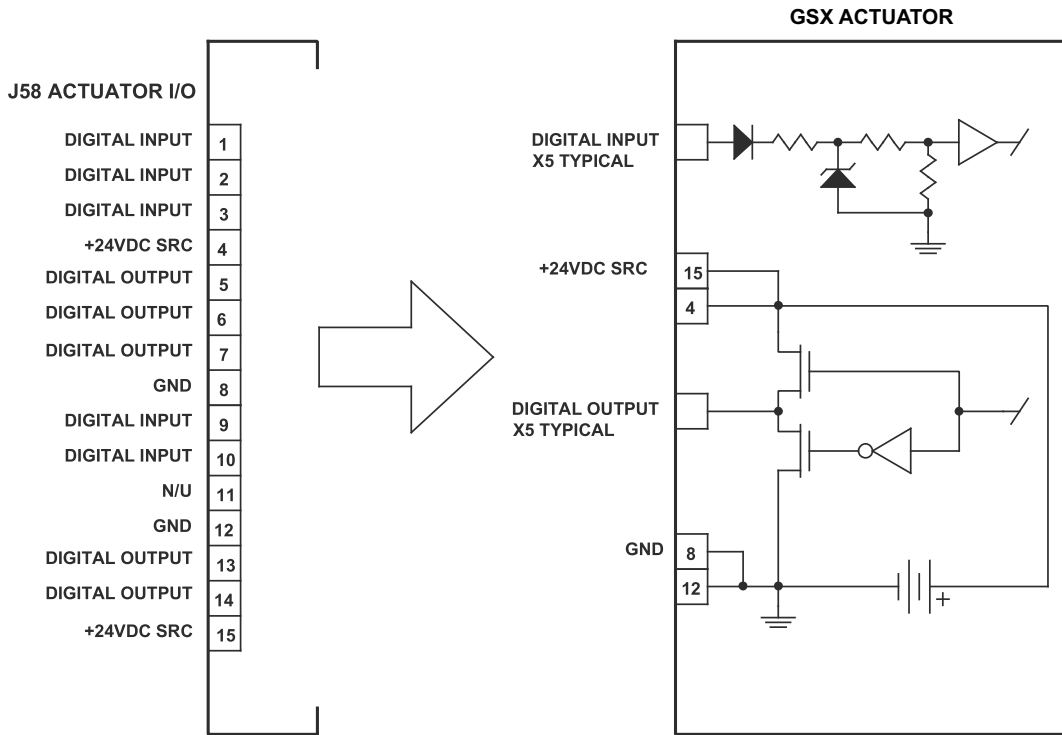 GSX ACTUATOR
J58 ACTUATOR I/O
DIGITAL INPUT 1
DIGITAL INPUT 2
DIGITAL INPUT 3
+24VDC SRC 4
DIGITAL OUTPUT 5
DIGITAL OUTPUT 6
DIGITAL OUTPUT 7
GND 8
DIGITAL INPUT 9
DIGITAL INPUT 10
N/U 11
GND 12
DIGITAL OUTPUT 13
DIGITAL OUTPUT 14
+24VDC SRC 15
DIGITAL INPUT
X5 TYPICAL
+24VDC SRC 15
4
DIGITAL OUTPUT
X5 TYPICAL
GND 8
12
+